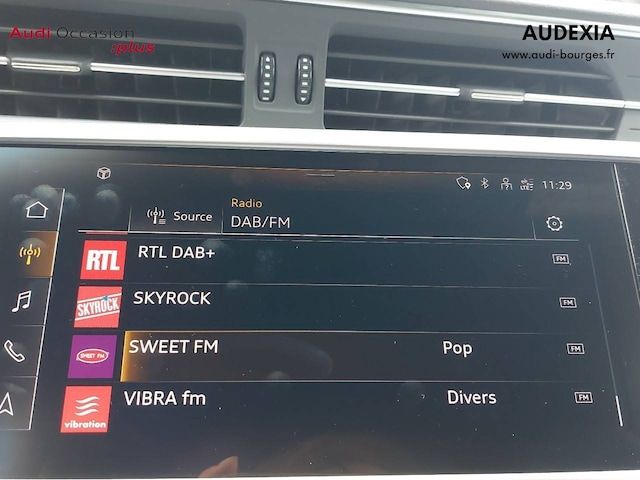 Audi Occasion
:plus
AUDEXIA
www.audi-bourges.fr
LTE 11:29
Radio
Source DAB/FM
RTL RTL DAB+ FM
SKYROCK SKYROCK FM
SWEET FM SWEET FM Pop FM
vibration VIBRA fm Divers FM